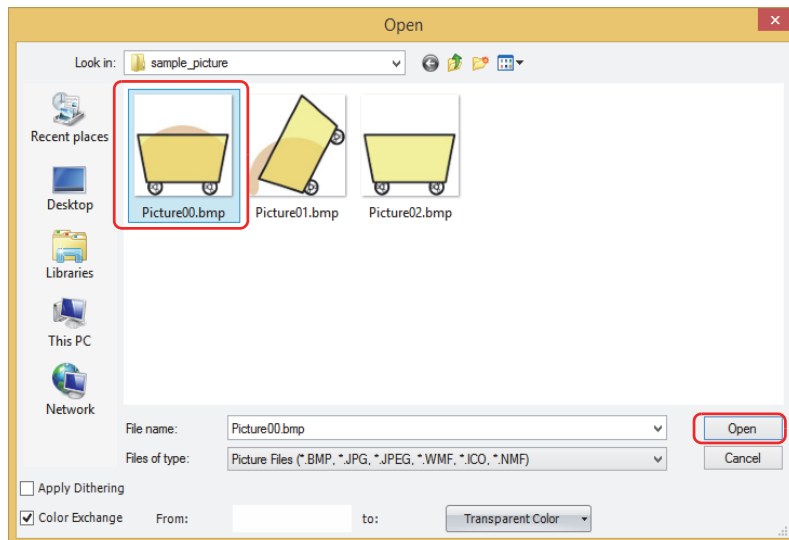 Open
Look in: sample_picture
Recent places
Desktop
Libraries
This PC
Network
Picture00.bmp Picture01.bmp Picture02.bmp
File name: Picture00.bmp Open
Files of type: Picture Files (*.BMP, *.JPG, *.JPEG, *.WMF, *.ICO, *.NMF) Cancel
Apply Dithering
Color Exchange From: to: Transparent Color